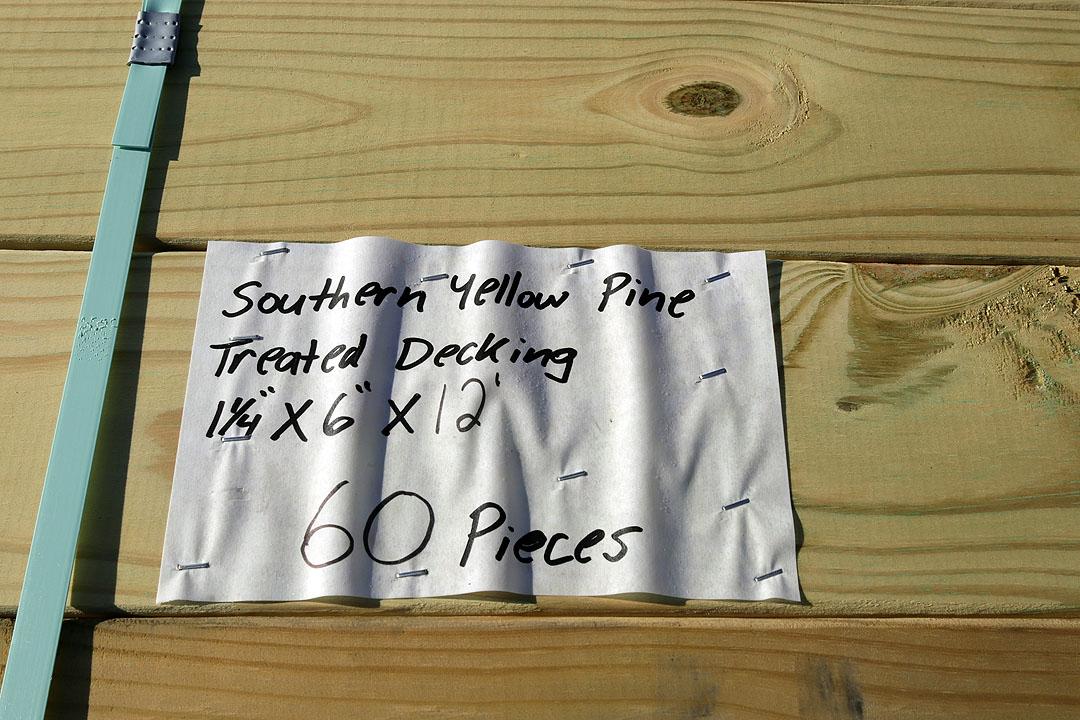 Southern Yellow Pine
Treated Decking
1¼" X 6" X 12'
60 Pieces